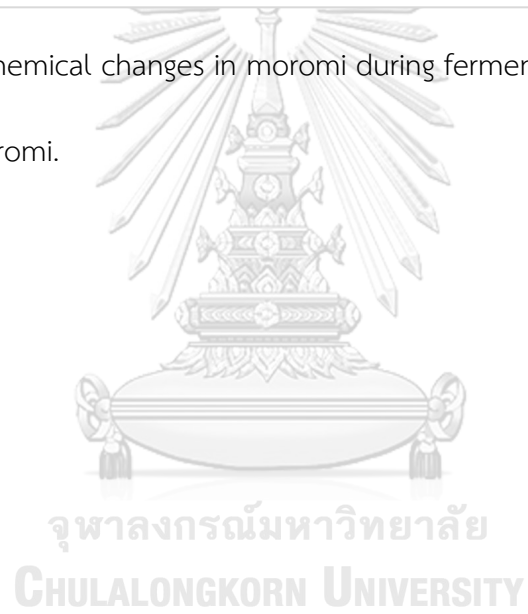 hemical changes in moromi during fermen
romi.
จุฬาลงกรณ์มหาวิทยาลัย
CHULALONGKORN UNIVERSITY